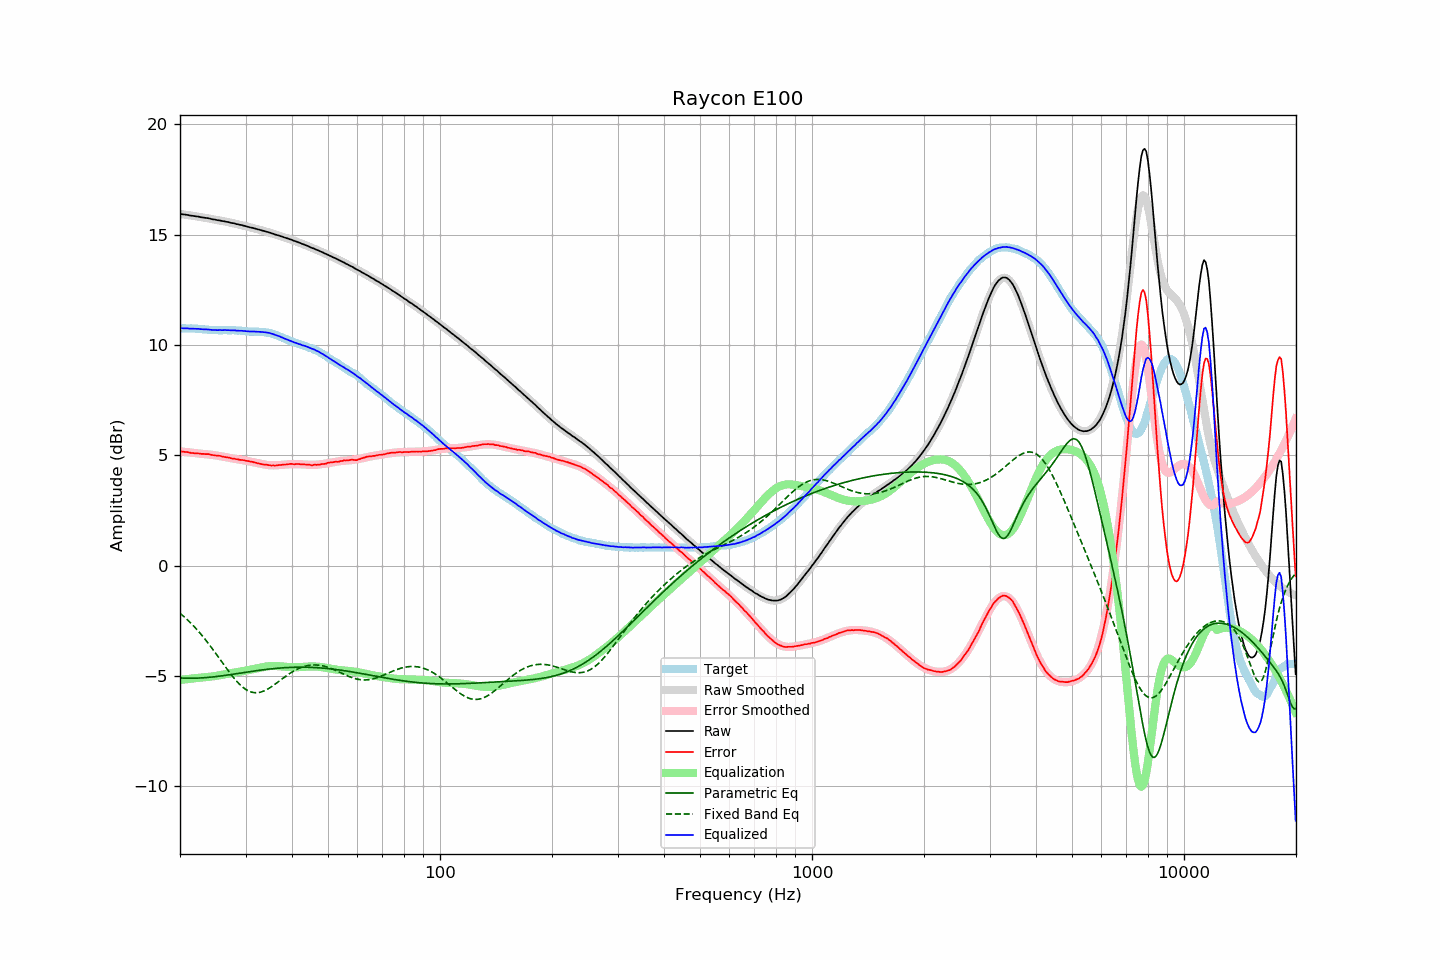 Raycon E100
20
15
10
5
0
−5
−10
Amplitude (dBr)
Target
Raw Smoothed
Error Smoothed
Raw
Error
Equalization
Parametric Eq
Fixed Band Eq
Equalized
100
1000
10000
Frequency (Hz)